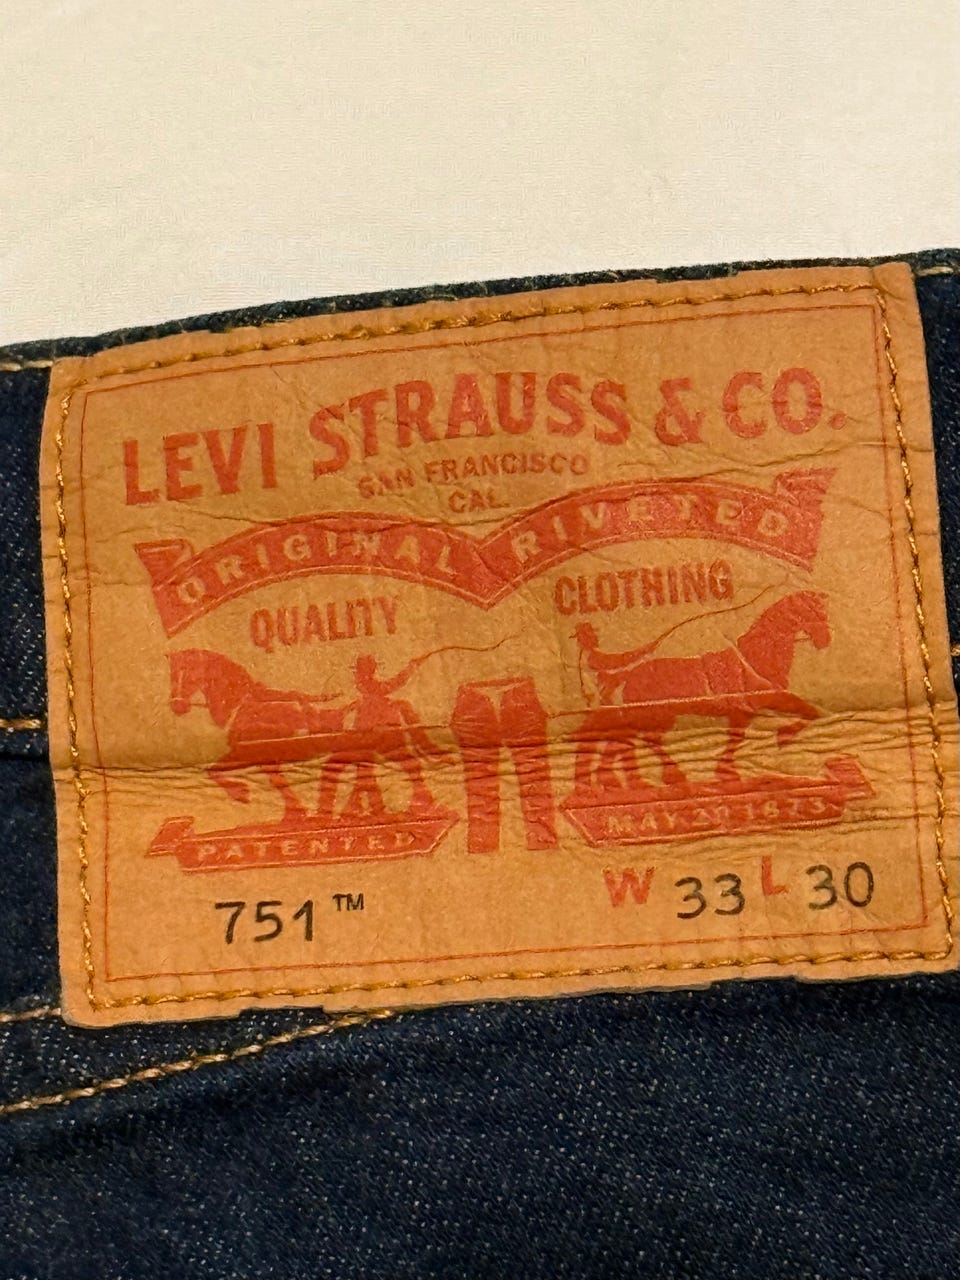 LEVI STRAUSS & CO.
SAN FRANCISCO
CAL.
ORIGINAL RIVETED
QUALITY CLOTHING
PATENTED MAY 20 1873
751™ W 33 L 30